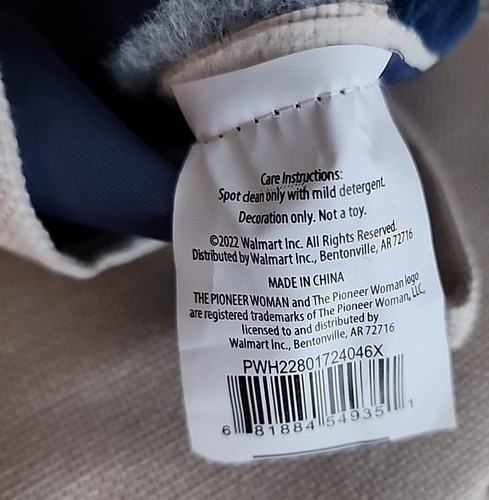 Care Instructions:
Spot clean only with mild detergent.
Decoration only. Not a toy.
©2022 Walmart Inc. All Rights Reserved.
Distributed by Walmart Inc., Bentonville, AR 72716
MADE IN CHINA
THE PIONEER WOMAN and The Pioneer Woman logo
are registered trademarks of The Pioneer Woman, LLC,
licensed to and distributed by
Walmart Inc., Bentonville, AR 72716
PWH22801724046X
6 81884 54935 1